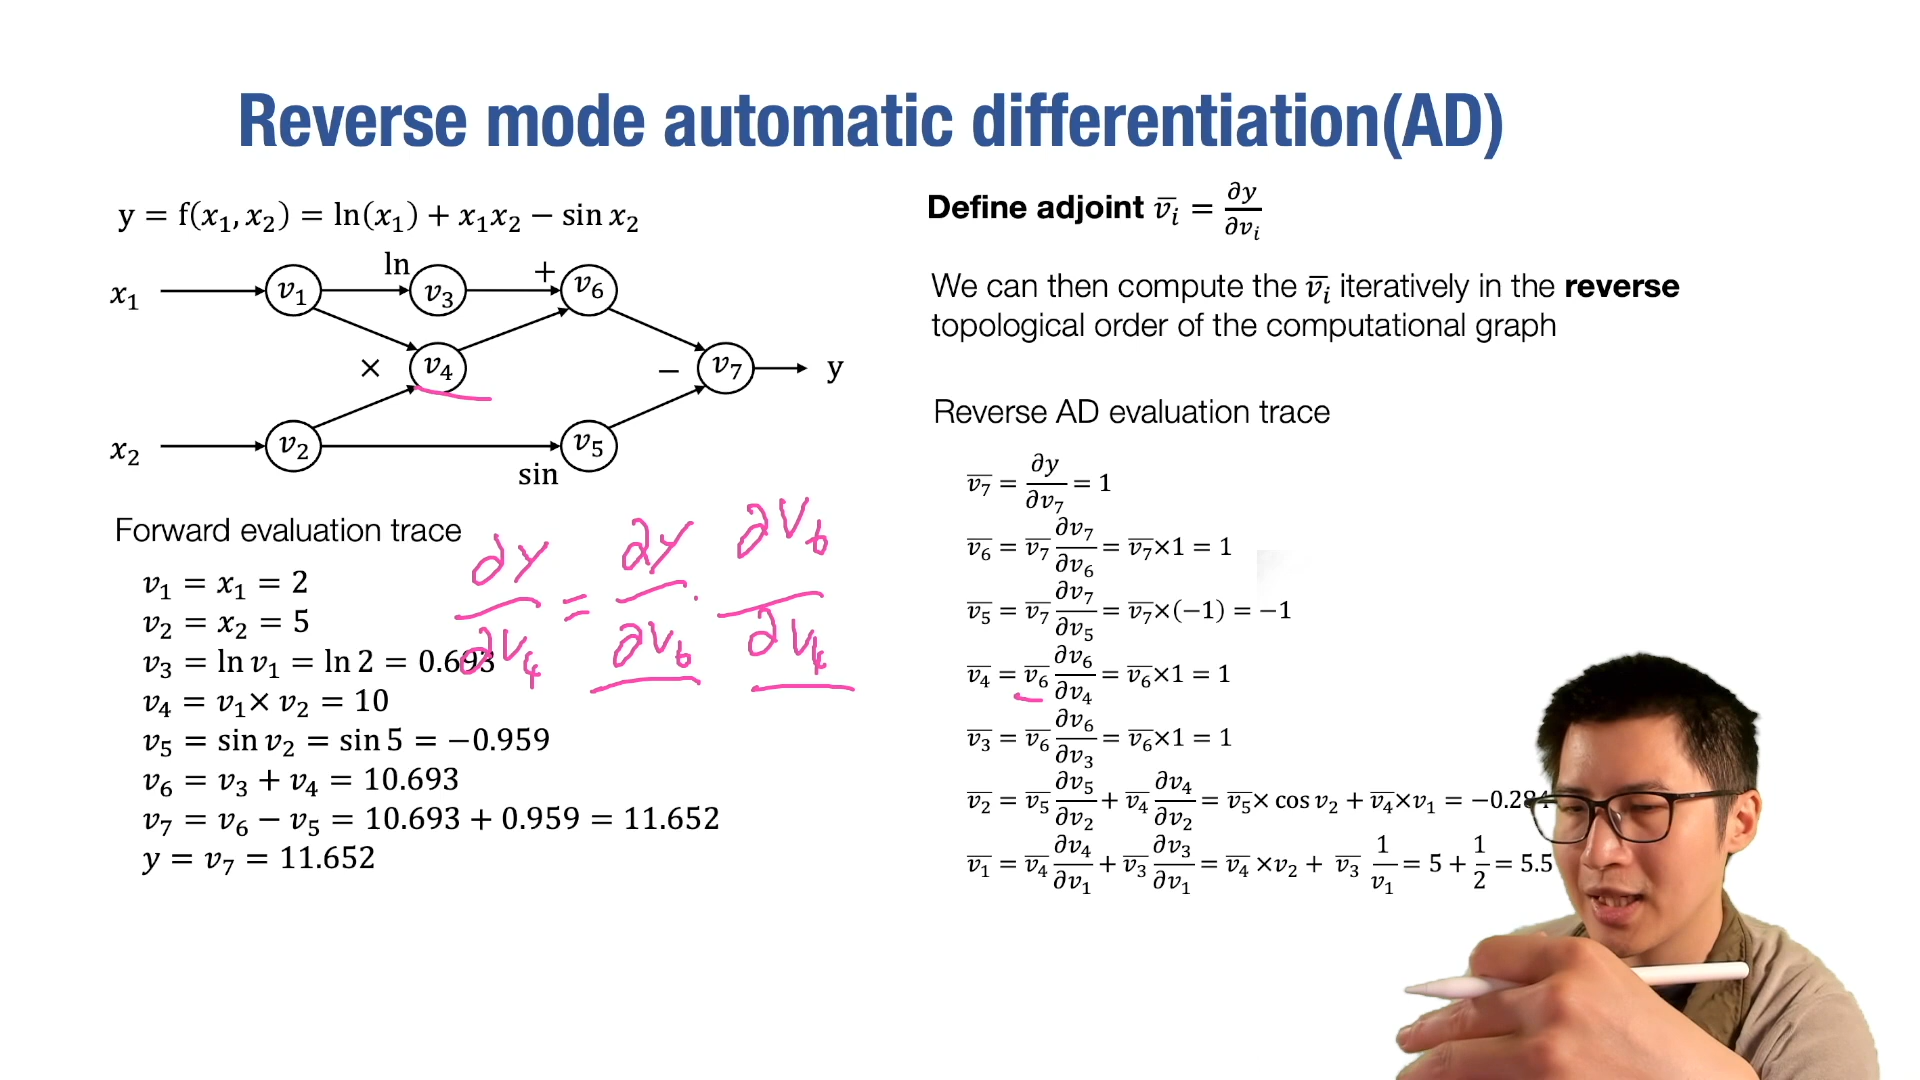 Reverse mode automatic differentiation(AD)
y = f(x₁, x₂) = ln(x₁) + x₁x₂ − sin x₂
x₁
v₁
ln
v₃
+
v₆
×
v₄
−
v₇
y
x₂
v₂
sin
v₅
Forward evaluation trace
v₁ = x₁ = 2
v₂ = x₂ = 5
v₃ = ln v₁ = ln 2 = 0.693
v₄ = v₁× v₂ = 10
v₅ = sin v₂ = sin 5 = −0.959
v₆ = v₃ + v₄ = 10.693
v₇ = v₆ − v₅ = 10.693 + 0.959 = 11.652
y = v₇ = 11.652
∂y/∂v₄ = ∂y/∂v₆ · ∂v₆/∂v₄
Define adjoint v̅ᵢ = ∂y/∂vᵢ
We can then compute the v̅ᵢ iteratively in the reverse
topological order of the computational graph
Reverse AD evaluation trace
v̅₇ = ∂y/∂v₇ = 1
v̅₆ = v̅₇ ∂v₇/∂v₆ = v̅₇×1 = 1
v̅₅ = v̅₇ ∂v₇/∂v₅ = v̅₇×(−1) = −1
v̅₄ = v̅₆ ∂v₆/∂v₄ = v̅₆×1 = 1
v̅₃ = v̅₆ ∂v₆/∂v₃ = v̅₆×1 = 1
v̅₂ = v̅₅ ∂v₅/∂v₂ + v̅₄ ∂v₄/∂v₂ = v̅₅× cos v₂ + v̅₄×v₁ =
v̅₁ = v̅₄ ∂v₄/∂v₁ + v̅₃ ∂v₃/∂v₁ = v̅₄ ×v₂ + v̅₃ 1/v₁ = 5 + 1/2 = 5.5